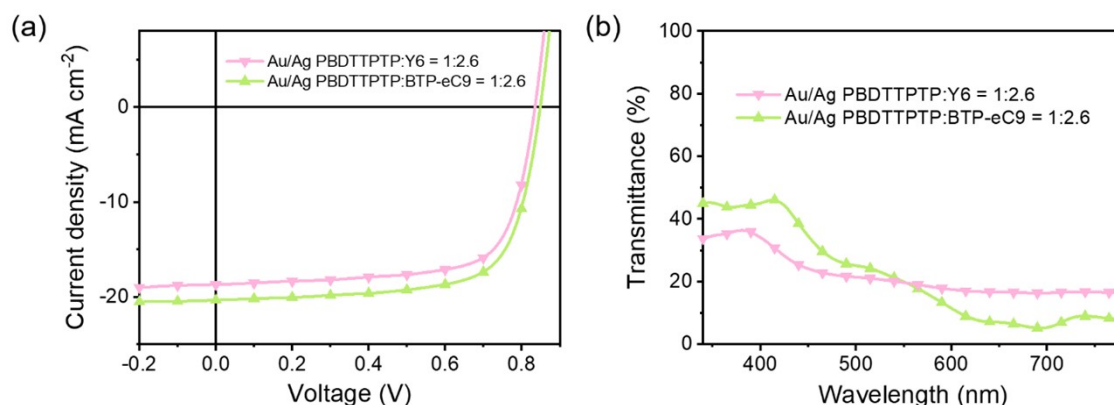 (a)
Current density (mA cm⁻²)
0
-10
-20
Au/Ag PBDTTPTP:Y6 = 1:2.6
Au/Ag PBDTTPTP:BTP-eC9 = 1:2.6
-0.2 0.0 0.2 0.4 0.6 0.8
Voltage (V)
(b)
Transmittance (%)
100
80
60
40
20
0
Au/Ag PBDTTPTP:Y6 = 1:2.6
Au/Ag PBDTTPTP:BTP-eC9 = 1:2.6
400 500 600 700
Wavelength (nm)